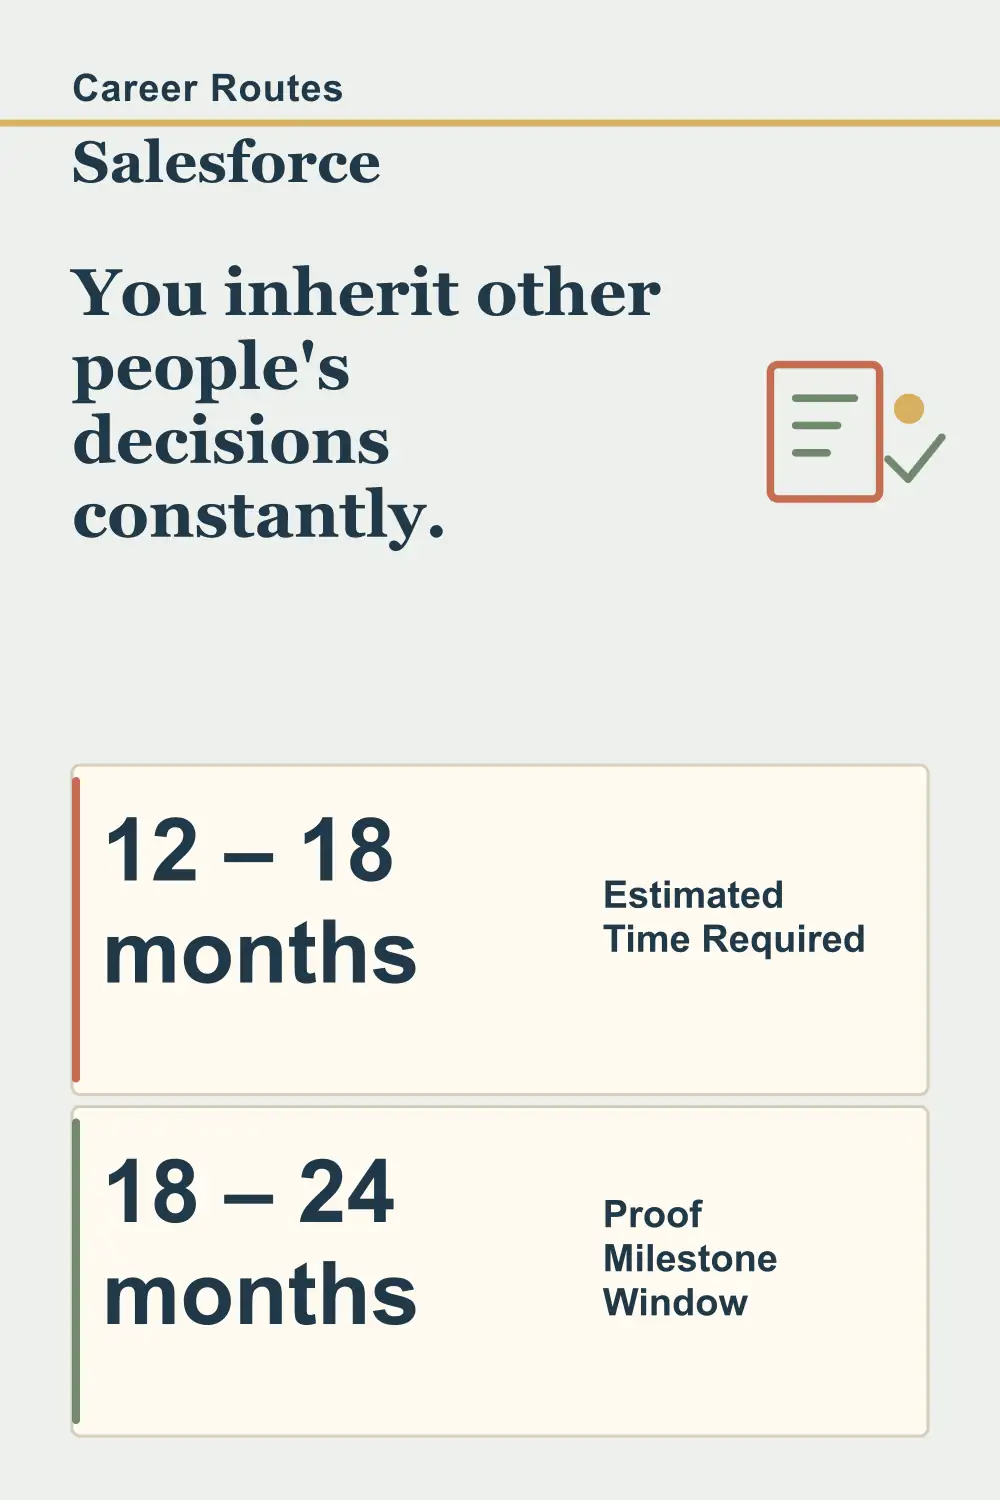 Career Routes
Salesforce
You inherit other
people's
decisions
constantly.
12 – 18
months
Estimated
Time Required
18 – 24
months
Proof
Milestone
Window